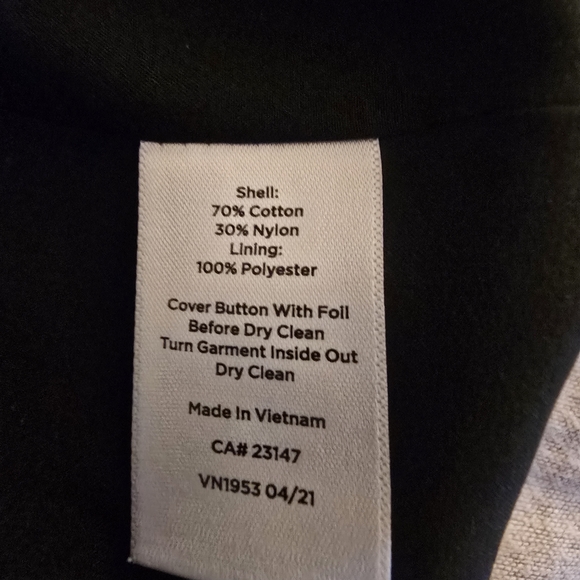 Shell:
70% Cotton
30% Nylon
Lining:
100% Polyester
Cover Button With Foil
Before Dry Clean
Turn Garment Inside Out
Dry Clean
Made In Vietnam
CA# 23147
VN1953 04/21